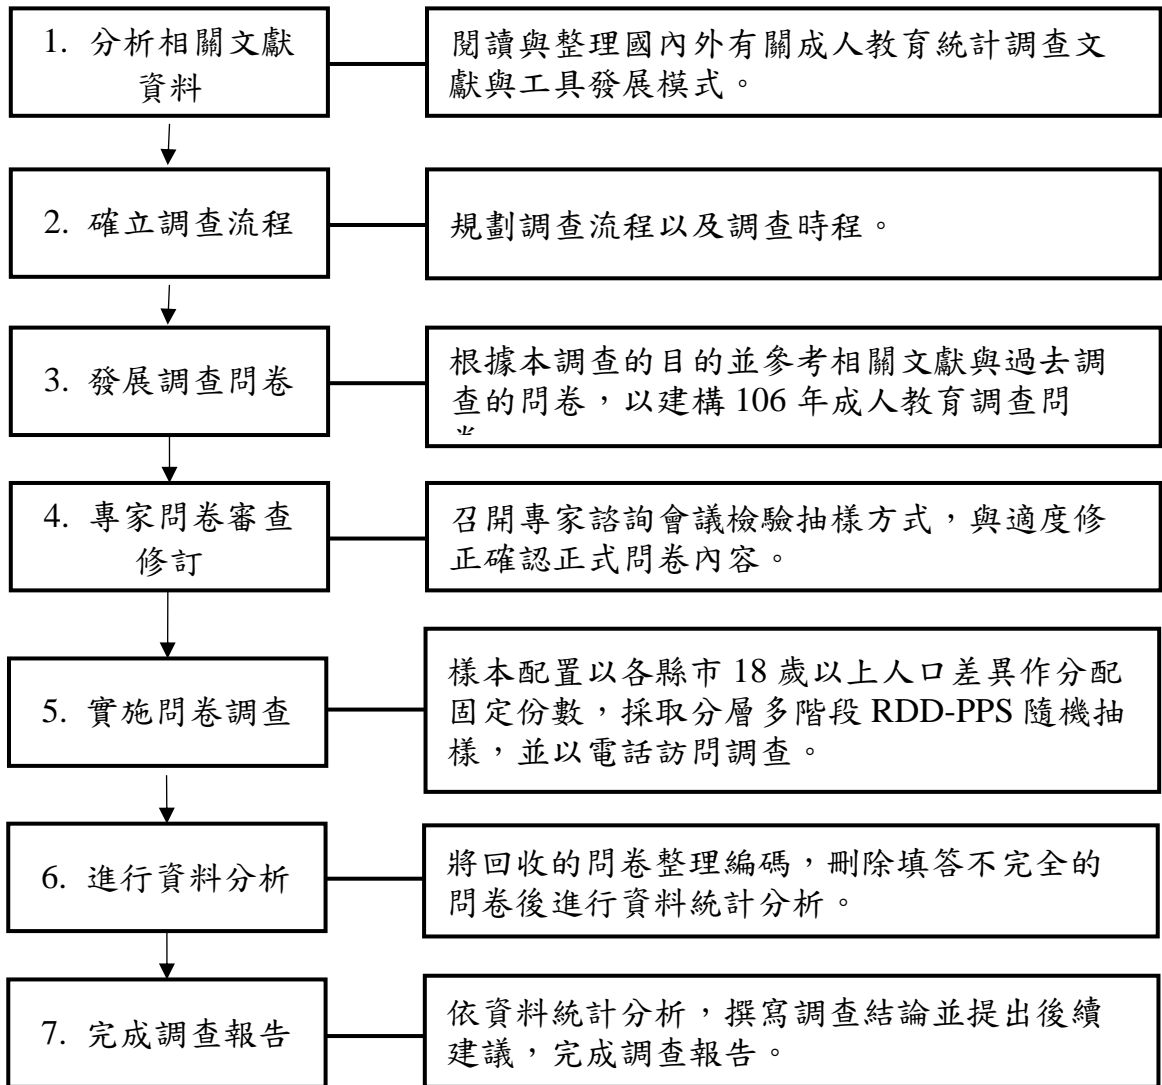 1. 分析相關文獻
資料
閱讀與整理國內外有關成人教育統計調查文
獻與工具發展模式。
2. 確立調查流程
規劃調查流程以及調查時程。
3. 發展調查問卷
根據本調查的目的並參考相關文獻與過去調
查的問卷，以建構 106 年成人教育調查問
4. 專家問卷審查
修訂
召開專家諮詢會議檢驗抽樣方式，與適度修
正確認正式問卷內容。
5. 實施問卷調查
樣本配置以各縣市 18 歲以上人口差異作分配
固定份數，採取分層多階段 RDD-PPS 隨機抽
樣，並以電話訪問調查。
6. 進行資料分析
將回收的問卷整理編碼，刪除填答不完全的
問卷後進行資料統計分析。
7. 完成調查報告
依資料統計分析，撰寫調查結論並提出後續
建議，完成調查報告。